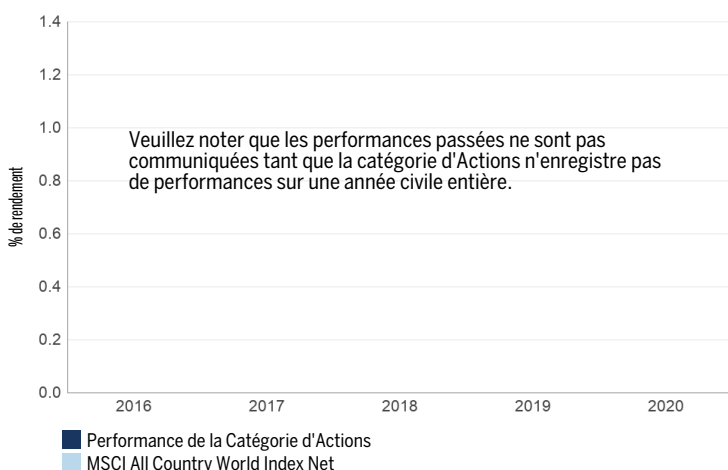 1.4
1.2
1.0
0.8
0.6
0.4
0.2
0.0
% de rendement
Veuillez noter que les performances passées ne sont pas
communiquées tant que la catégorie d'Actions n'enregistre pas
de performances sur une année civile entière.
2016 2017 2018 2019 2020
Performance de la Catégorie d'Actions
MSCI All Country World Index Net